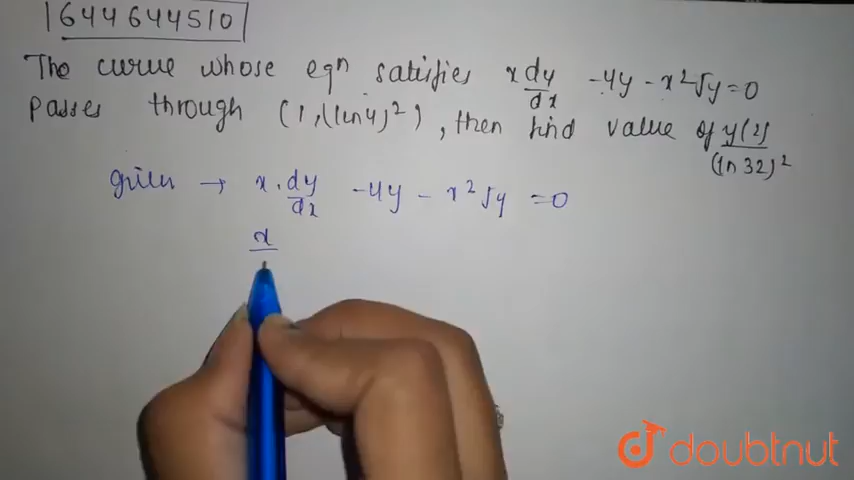 1644644510
The curve whose eqn satisfies x dy/dx - 4y - x²√y = 0
passes through (1, (ln4)²), then find value of y(2)/(ln 32)²
given → x. dy/dx - 4y - x²√y = 0
x
doubtnut